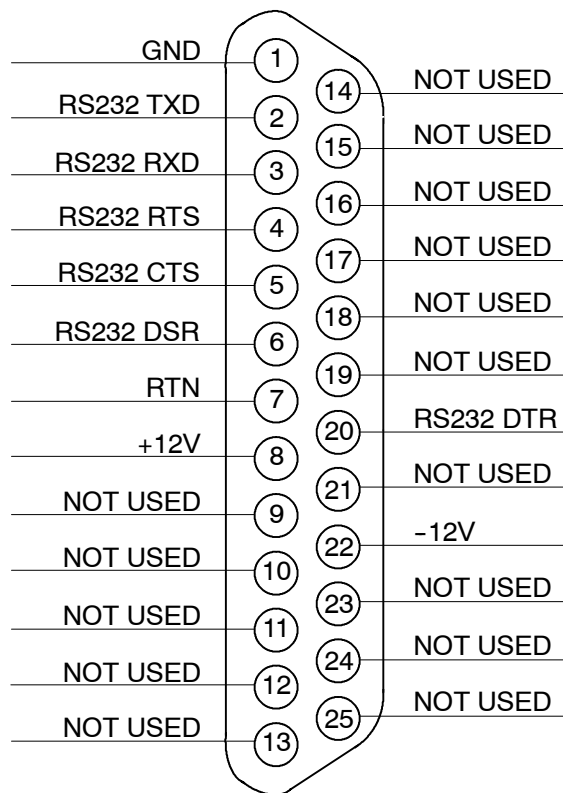 GND 1
RS232 TXD 2
RS232 RXD 3
RS232 RTS 4
RS232 CTS 5
RS232 DSR 6
RTN 7
+12V 8
NOT USED 9
NOT USED 10
NOT USED 11
NOT USED 12
NOT USED 13
14 NOT USED
15 NOT USED
16 NOT USED
17 NOT USED
18 NOT USED
19 NOT USED
20 RS232 DTR
21 NOT USED
22 -12V
23 NOT USED
24 NOT USED
25 NOT USED